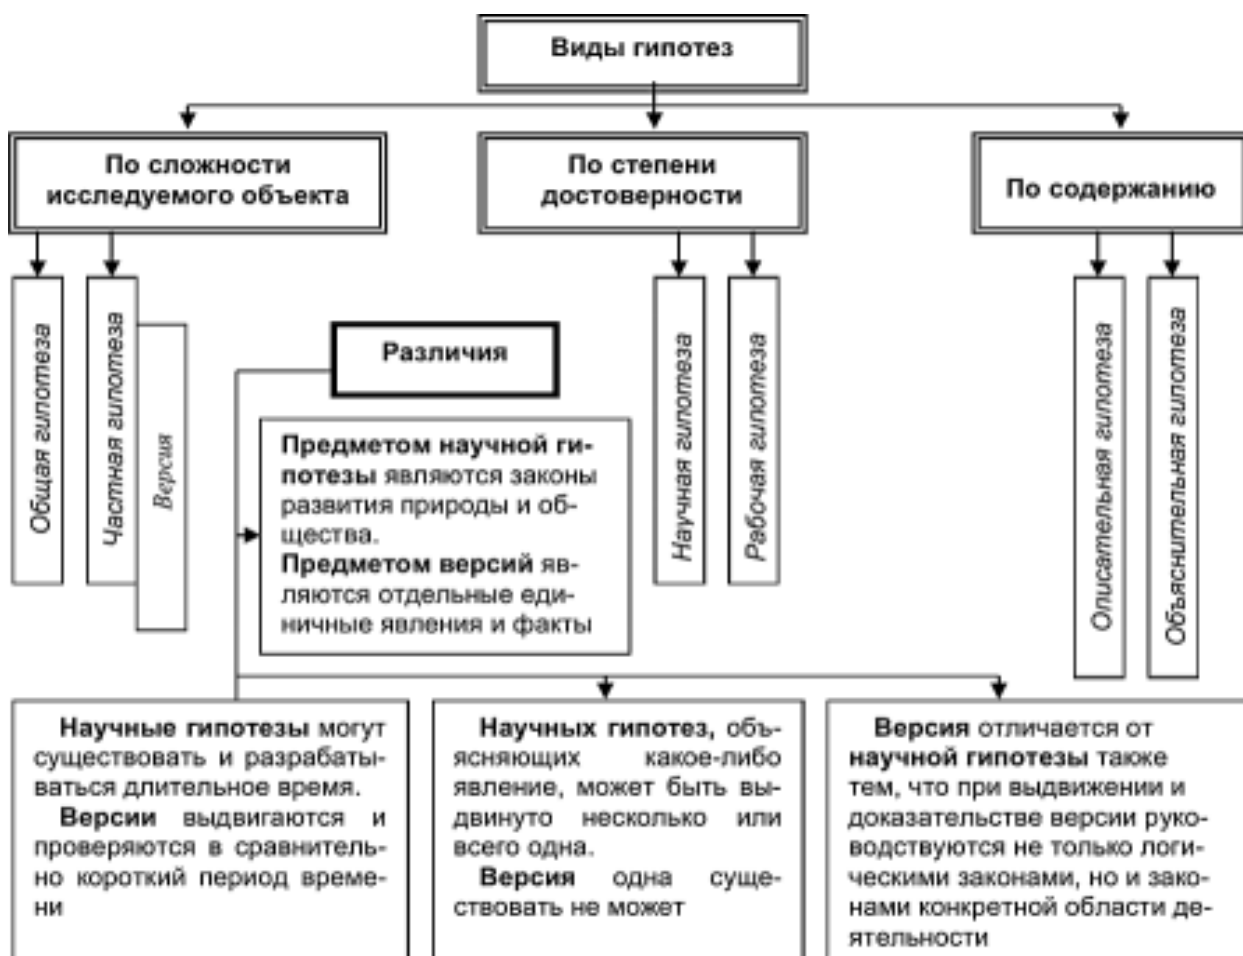 Виды гипотез
По сложности
исследуемого объекта
По степени
достоверности
По содержанию
Общая гипотеза
Частная гипотеза
Версия
Различия
Научная гипотеза
Рабочая гипотеза
Описательная гипотеза
Объяснительная гипотеза
Предметом научной ги-
потезы являются законы
развития природы и об-
щества.
Предметом версий яв-
ляются отдельные еди-
ничные явления и факты
Научные гипотезы могут
существовать и разрабаты-
ваться длительное время.
Версии выдвигаются и
проверяются в сравнитель-
но короткий период време-
ни
Научных гипотез, объ-
ясняющих какое-либо
явление, может быть вы-
двинуто несколько или
всего одна.
Версия одна суще-
ствовать не может
Версия отличается от
научной гипотезы также
тем, что при выдвижении и
доказательстве версии руко-
водствуются не только логи-
ческими законами, но и зако-
нами конкретной области де-
ятельности